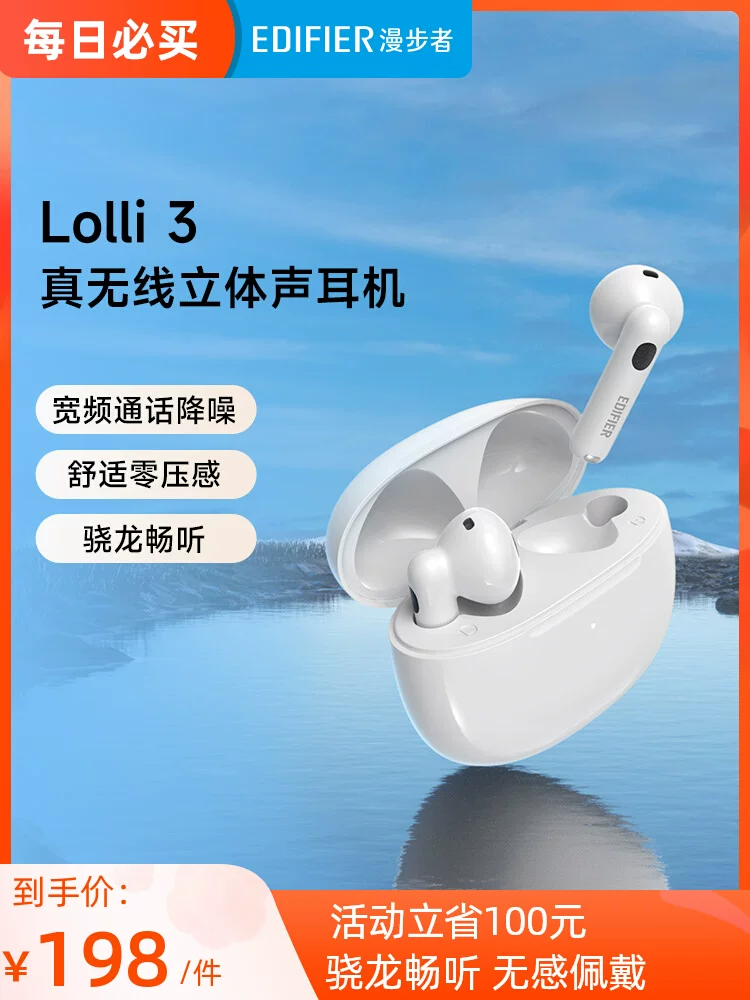 每日必买
EDIFIER漫步者
Lolli 3
真无线立体声耳机
宽频通话降噪
舒适零压感
骁龙畅听
EDIFIER
到手价:
¥198/件
活动立省100元
骁龙畅听 无感佩戴